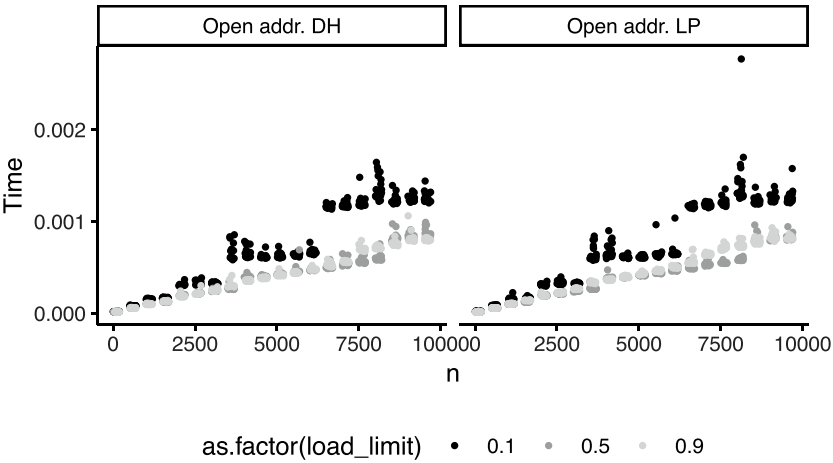 Open addr. DH
Open addr. LP
Time
0.002
0.001
0.000
0 2500 5000 7500 10000 0 2500 5000 7500 10000
n
as.factor(load_limit) 0.1 0.5 0.9